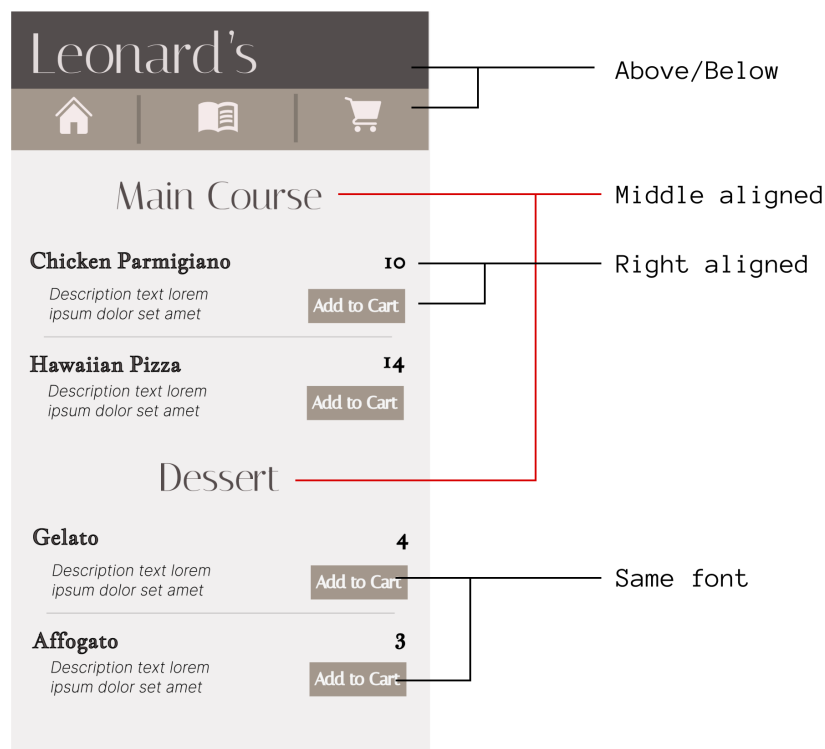 Leonard's
Above/Below
Main Course
Middle aligned
Chicken Parmigiano
10
Right aligned
Description text lorem
ipsum dolor set amet
Add to Cart
Hawaiian Pizza
14
Description text lorem
ipsum dolor set amet
Add to Cart
Dessert
Gelato
4
Description text lorem
ipsum dolor set amet
Add to Cart
Same font
Affogato
3
Description text lorem
ipsum dolor set amet
Add to Cart